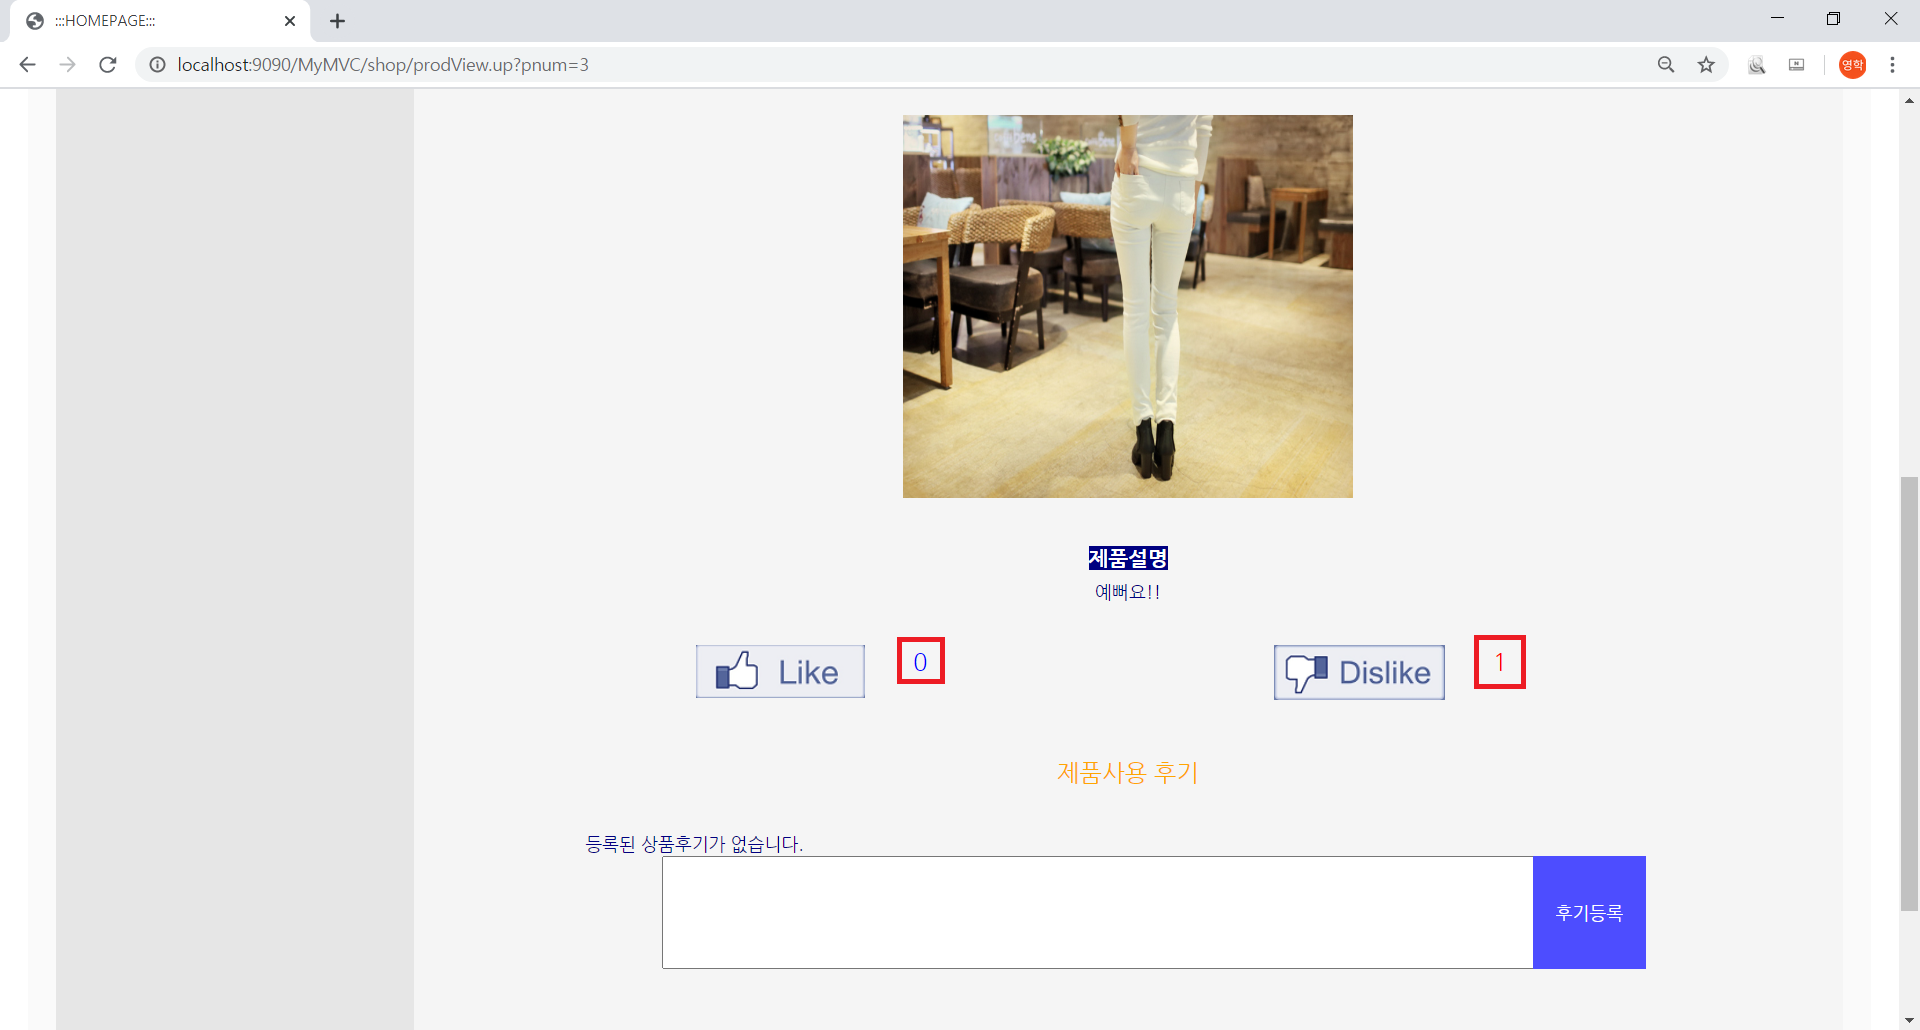 :::HOMEPAGE:::
localhost:9090/MyMVC/shop/prodView.up?pnum=3
영학
제품설명
예뻐요!!
Like 0 Dislike 1
제품사용 후기
등록된 상품후기가 없습니다.
후기등록